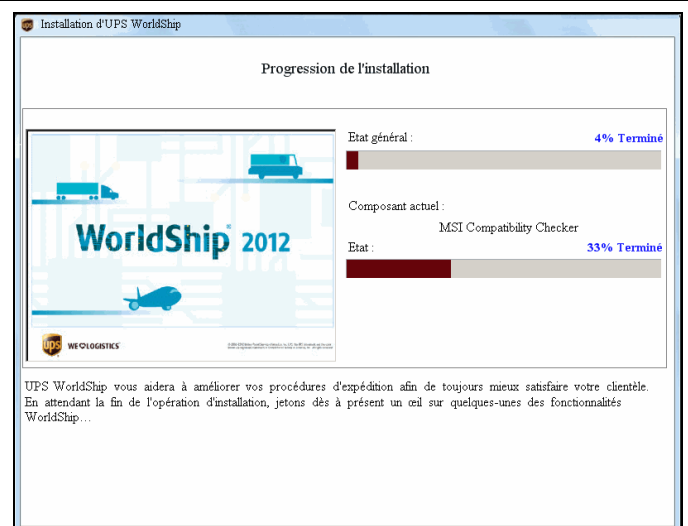 Installation d'UPS WorldShip
Progression de l'installation
Etat général :
4% Terminé
Composant actuel :
MSI Compatibility Checker
Etat :
33% Terminé
WorldShip 2012
ups
WE LOGISTICS
UPS WorldShip vous aidera à améliorer vos procédures d'expédition afin de toujours mieux satisfaire votre clientèle.
En attendant la fin de l'opération d'installation, jetons dès à présent un œil sur quelques-unes des fonctionnalités
WorldShip…